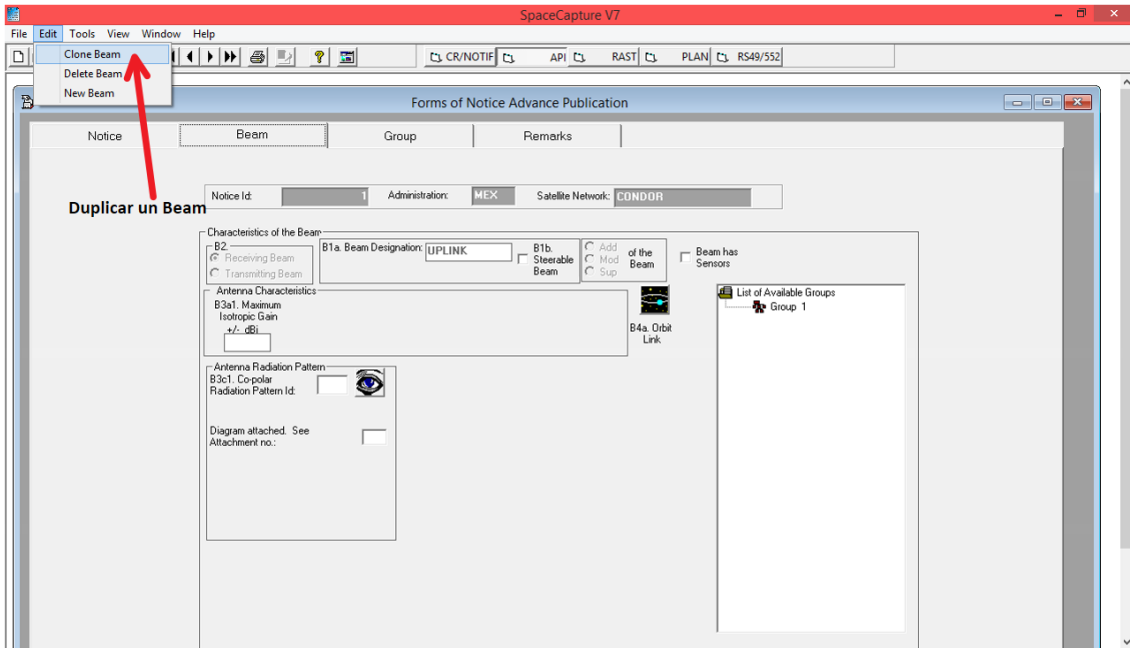 SpaceCapture V7
File Edit Tools View Window Help
Clone Beam
Delete Beam
New Beam
CR/NOTIF API RAST PLAN RS49/552
Forms of Notice Advance Publication
Notice Beam Group Remarks
Duplicar un Beam
Notice Id: 1 Administration: MEX Satellite Network: CONDOR
Characteristics of the Beam
B2.
Receiving Beam
Transmitting Beam
B1a. Beam Designation: UPLINK
B1b.
Steerable
Beam
Add
Mod
Sup
of the
Beam
Beam has
Sensors
Antenna Characteristics
B3a1. Maximum
Isotropic Gain
+/- dBi
B4a. Orbit
Link
List of Available Groups
Group 1
Antenna Radiation Pattern
B3c1. Co-polar
Radiation Pattern Id:
Diagram attached. See
Attachment no.: